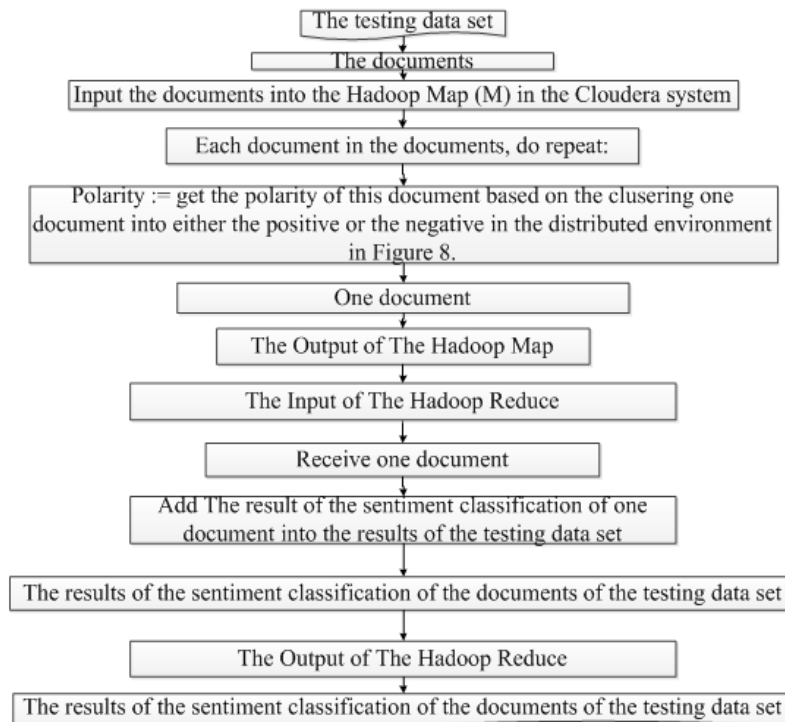 The testing data set
The documents
Input the documents into the Hadoop Map (M) in the Cloudera system
Each document in the documents, do repeat:
Polarity := get the polarity of this document based on the clusering one
document into either the positive or the negative in the distributed environment
in Figure 8.
One document
The Output of The Hadoop Map
The Input of The Hadoop Reduce
Receive one document
Add The result of the sentiment classification of one
document into the results of the testing data set
The results of the sentiment classification of the documents of the testing data set
The Output of The Hadoop Reduce
The results of the sentiment classification of the documents of the testing data set